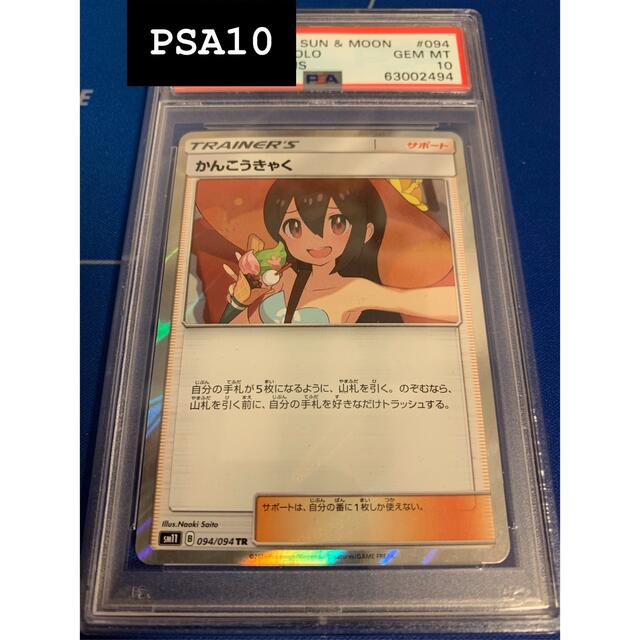 PSA10
SUN & MOON #094
GEM MT
10
PSA
63002494
TRAINER'S サポート
かんこうきゃく
自分の手札が5枚になるように、山札を引く。のぞむなら、
山札を引く前に、自分の手札を好きなだけトラッシュする。
サポートは、自分の番に1枚しか使えない。
Illus.Naoki Saito
sm11 B 094/094 TR